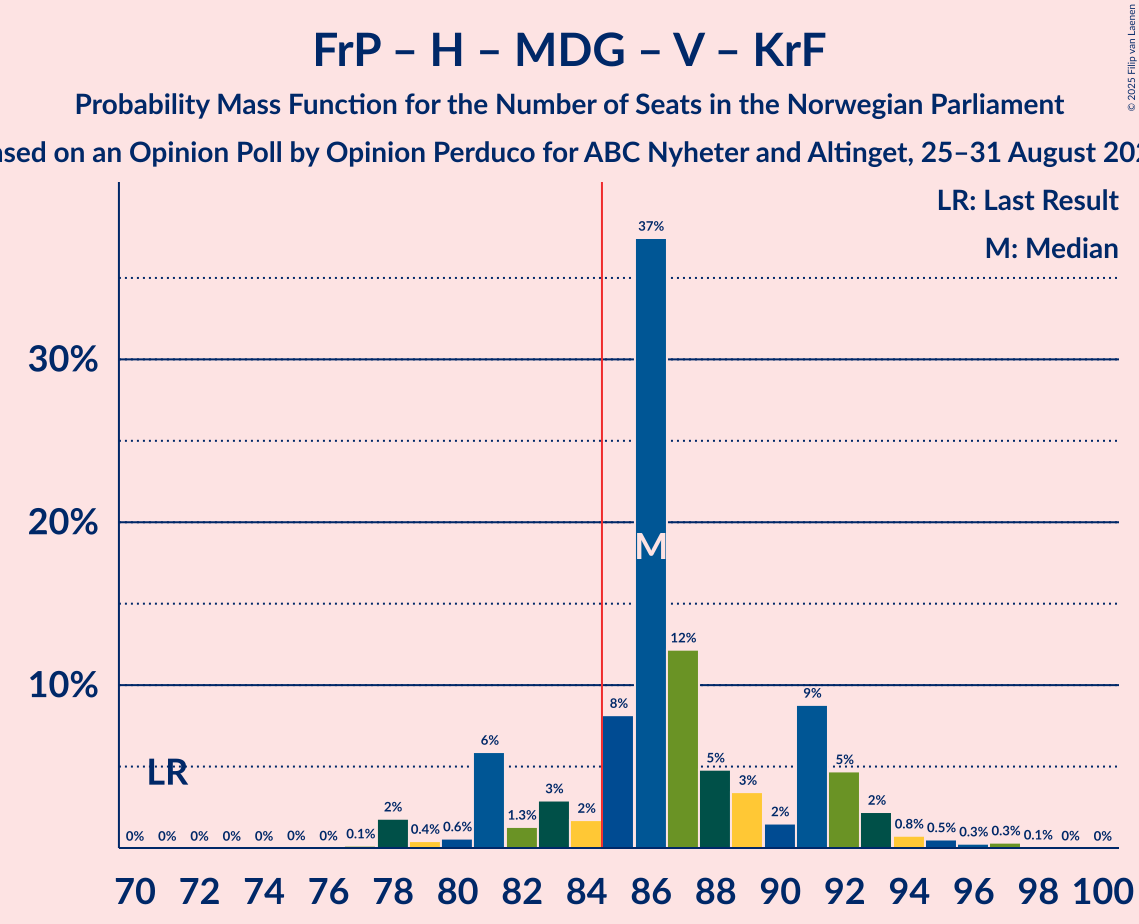 FrP – H – MDG – V – KrF
Probability Mass Function for the Number of Seats in the Norwegian Parliament
on an Opinion Poll by Opinion Perduco for ABC Nyheter and Altinget, 25–31 August
© 2025 Filip van Laenen
LR: Last Result
M: Median
30%
20%
10%
LR
M
0% 0% 0% 0% 0% 0% 0% 0.1% 2% 0.4% 0.6% 6% 1.3% 3% 2% 8% 37% 12% 5% 3% 2% 9% 5% 2% 0.8% 0.5% 0.3% 0.3% 0.1% 0% 0%
70 72 74 76 78 80 82 84 86 88 90 92 94 96 98 100